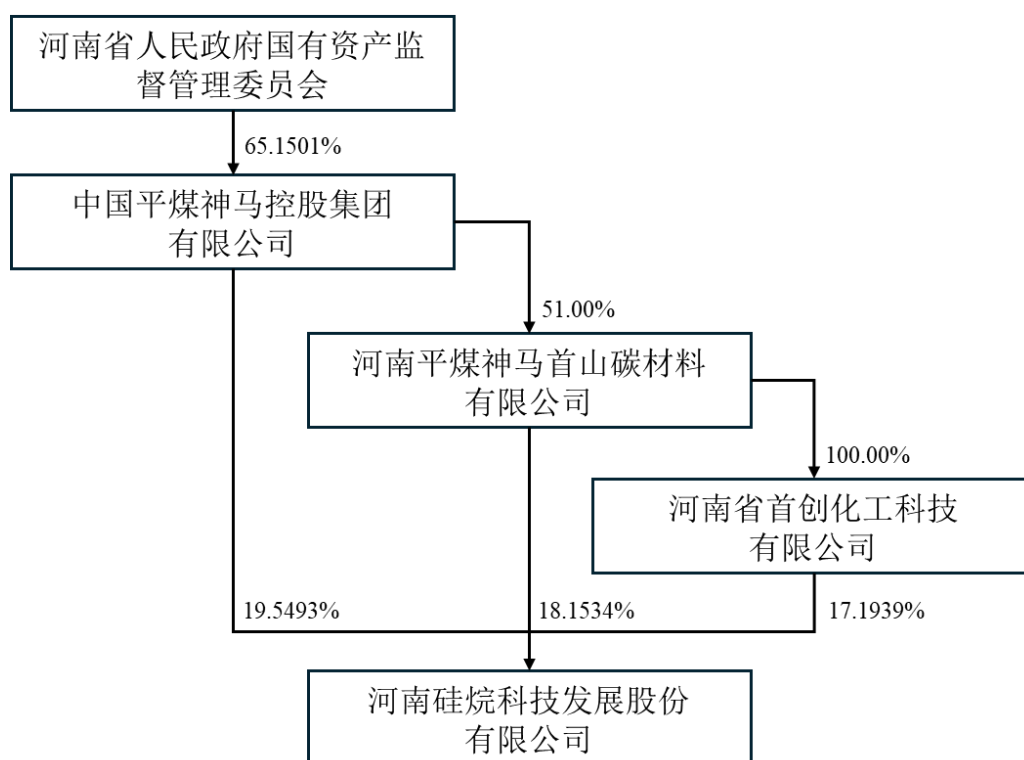 河南省人民政府国有资产监
督管理委员会
65.1501%
中国平煤神马控股集团
有限公司
51.00%
河南平煤神马首山碳材料
有限公司
100.00%
河南省首创化工科技
有限公司
19.5493%
18.1534%
17.1939%
河南硅烷科技发展股份
有限公司